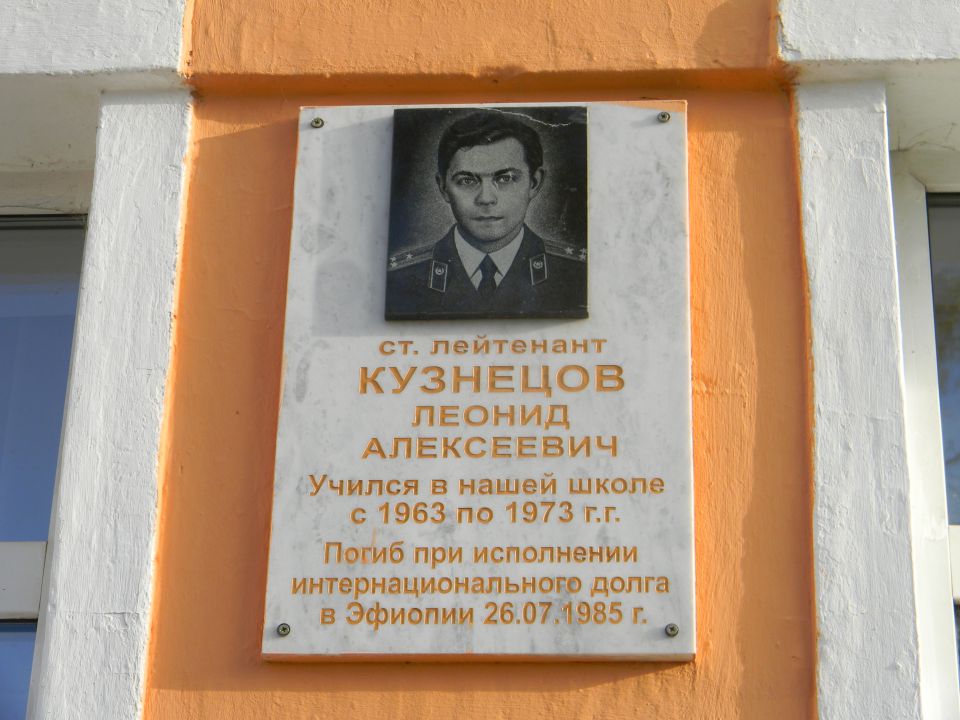 ст. лейтенант
КУЗНЕЦОВ
ЛЕОНИД
АЛЕКСЕЕВИЧ
Учился в нашей школе
с 1963 по 1973 г.г.
Погиб при исполнении
интернационального долга
в Эфиопии 26.07.1985 г.